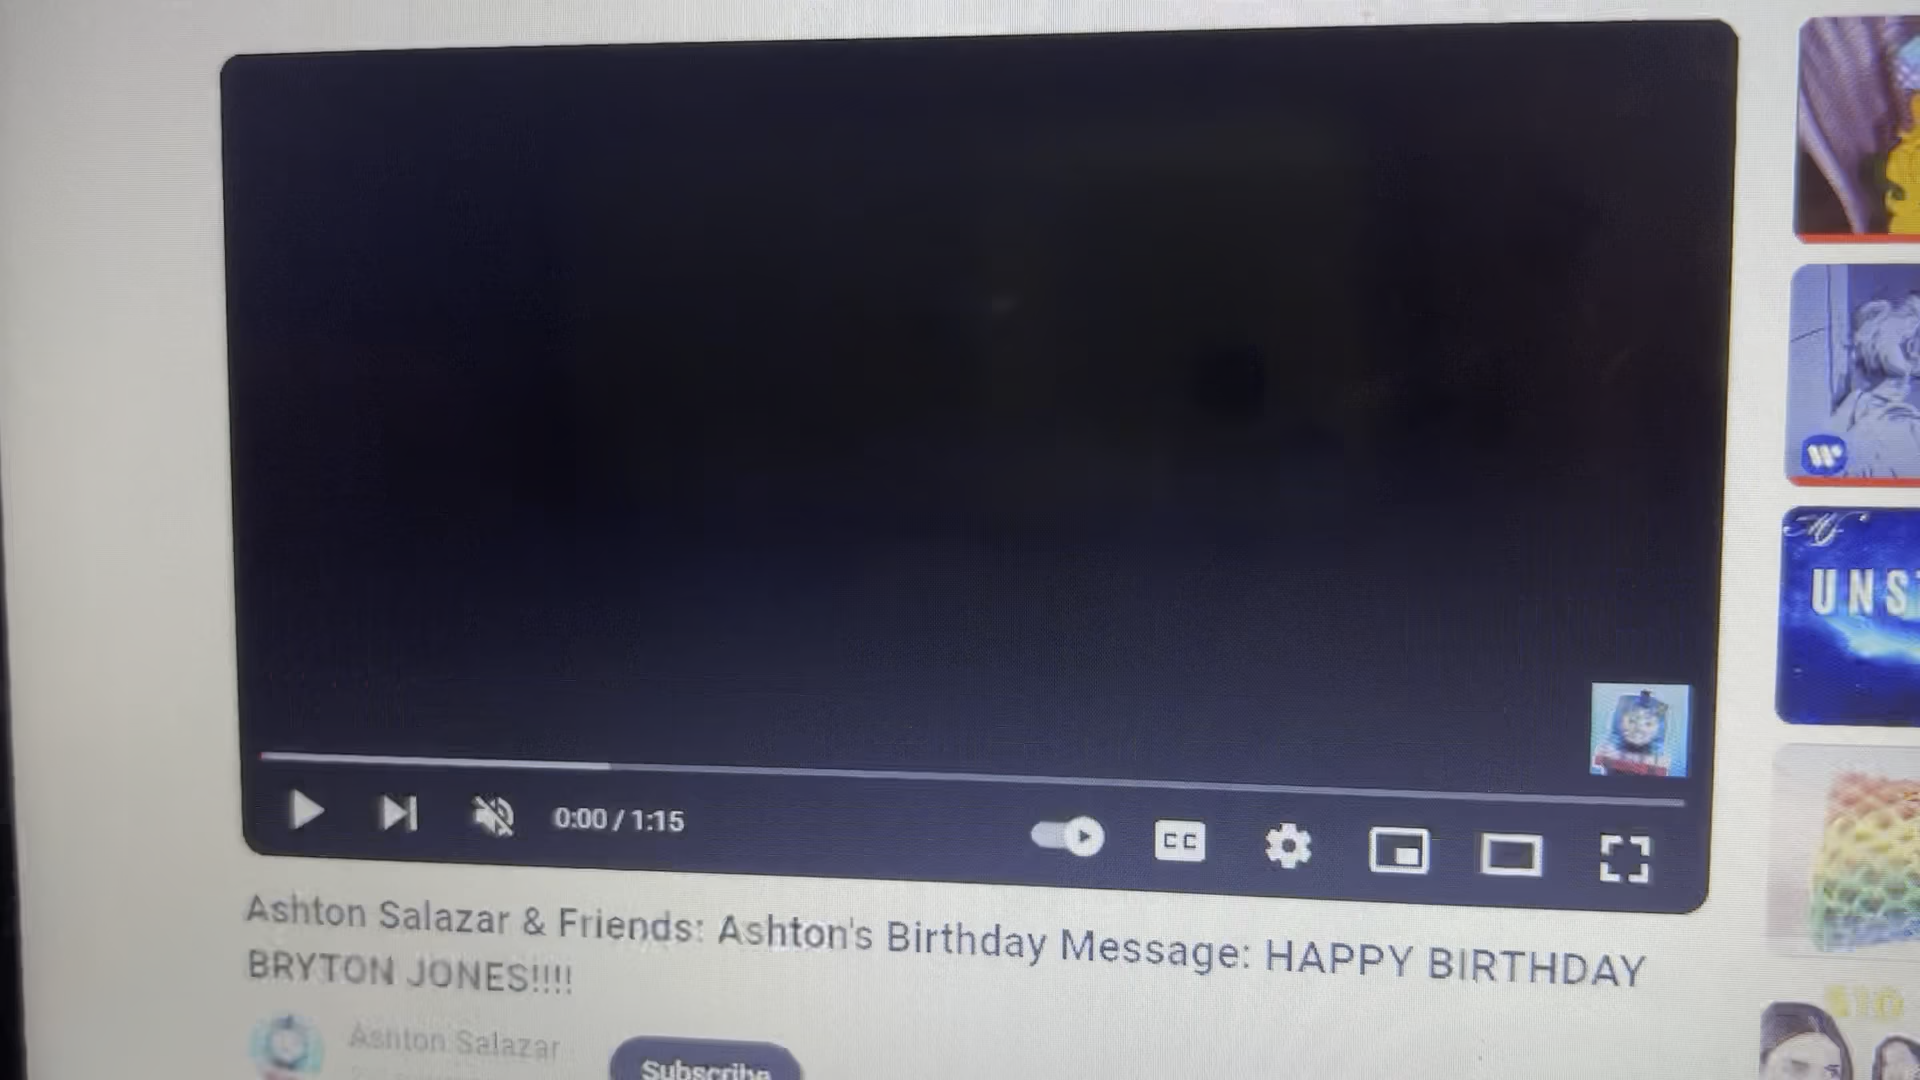 0:00 / 1:15
CC
Ashton Salazar & Friends: Ashton's Birthday Message: HAPPY BIRTHDAY
BRYTON JONES!!!!
Ashton Salazar
Subscribe
UNS
$10